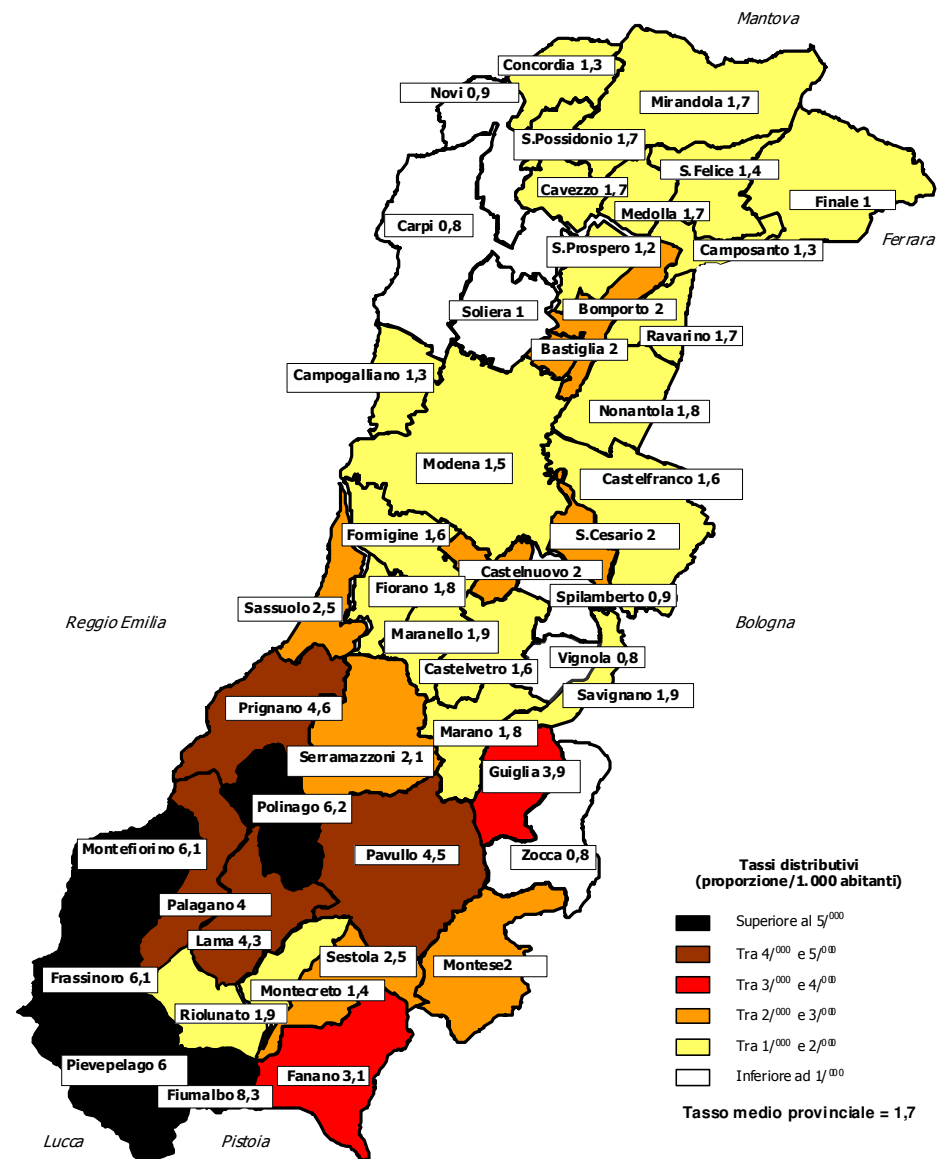 Mantova
Concordia 1,3
Novi 0,9
Mirandola 1,7
S.Possidonio 1,7
S.Felice 1,4
Cavezzo 1,7
Finale 1
Medolla 1,7
Carpi 0,8
Ferrara
S.Prospero 1,2
Camposanto 1,3
Soliera 1
Bomporto 2
Ravarino 1,7
Bastiglia 2
Campogalliano 1,3
Nonantola 1,8
Modena 1,5
Castelfranco 1,6
Formigine 1,6
S.Cesario 2
Castelnuovo 2
Fiorano 1,8
Spilamberto 0,9
Sassuolo 2,5
Reggio Emilia
Bologna
Maranello 1,9
Vignola 0,8
Castelvetro 1,6
Savignano 1,9
Prignano 4,6
Marano 1,8
Serramazzoni 2,1
Guiglia 3,9
Polinago 6,2
Montefiorino 6,1
Pavullo 4,5
Zocca 0,8
Palagano 4
Lama 4,3
Sestola 2,5
Montese2
Frassinoro 6,1
Montecreto 1,4
Riolunato 1,9
Pievepelago 6
Fanano 3,1
Fiumalbo 8,3
Lucca
Pistoia
Tassi distributivi
(proporzione/1.000 abitanti)
Superiore al 5/000
Tra 4/000 e 5/000
Tra 3/000 e 4/000
Tra 2/000 e 3/000
Tra 1/000 e 2/000
Inferiore ad 1/000
Tasso medio provinciale = 1,7